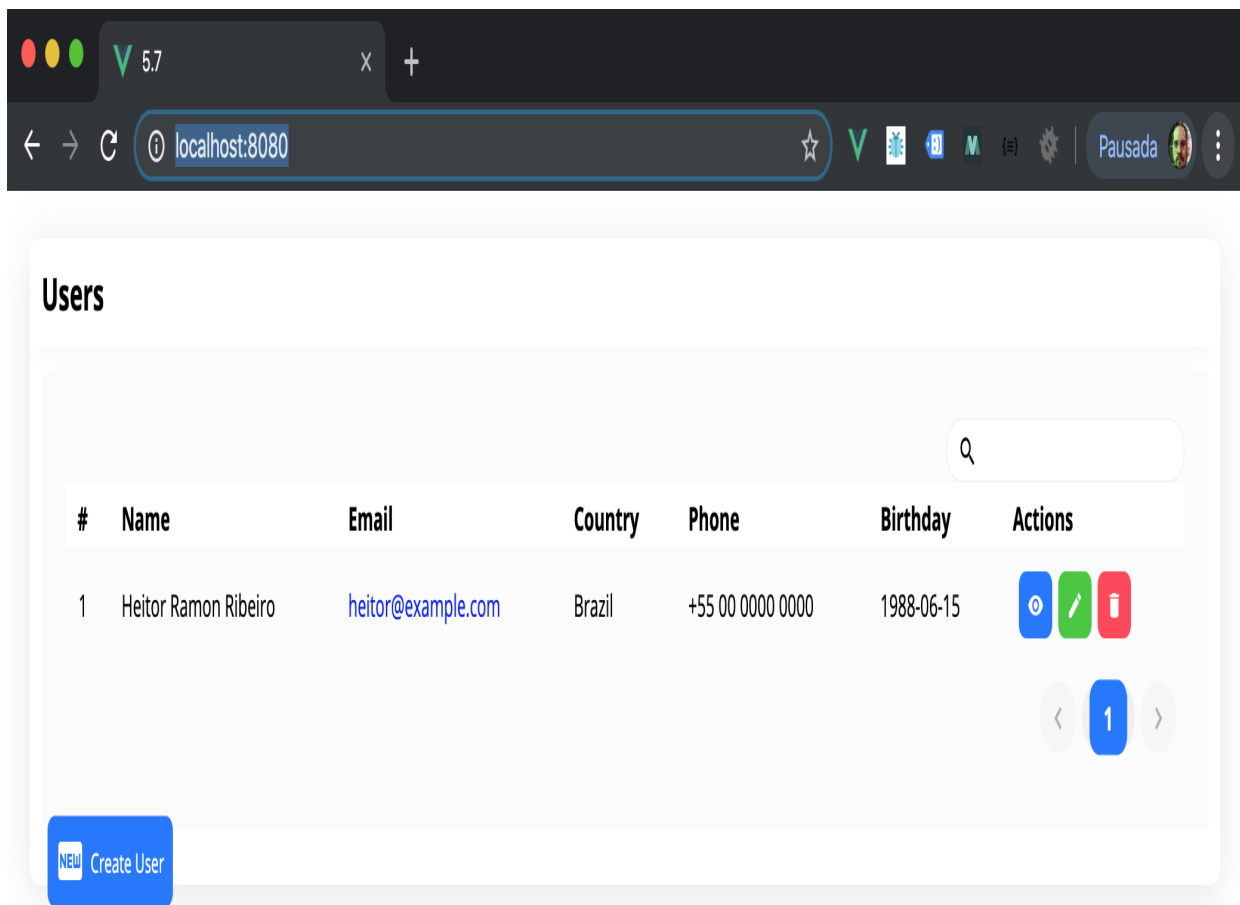 5.7
localhost:8080
Pausada
Users
# Name Email Country Phone Birthday Actions
1 Heitor Ramon Ribeiro heitor@example.com Brazil +55 00 0000 0000 1988-06-15
1
NEW Create User